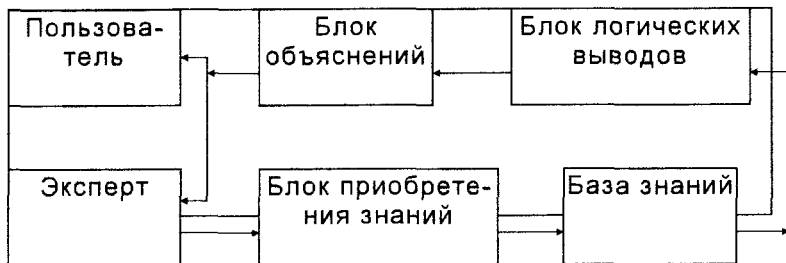 Пользова-
тель
Блок
объяснений
Блок логических
выводов
Эксперт
Блок приобрете-
ния знаний
База знаний